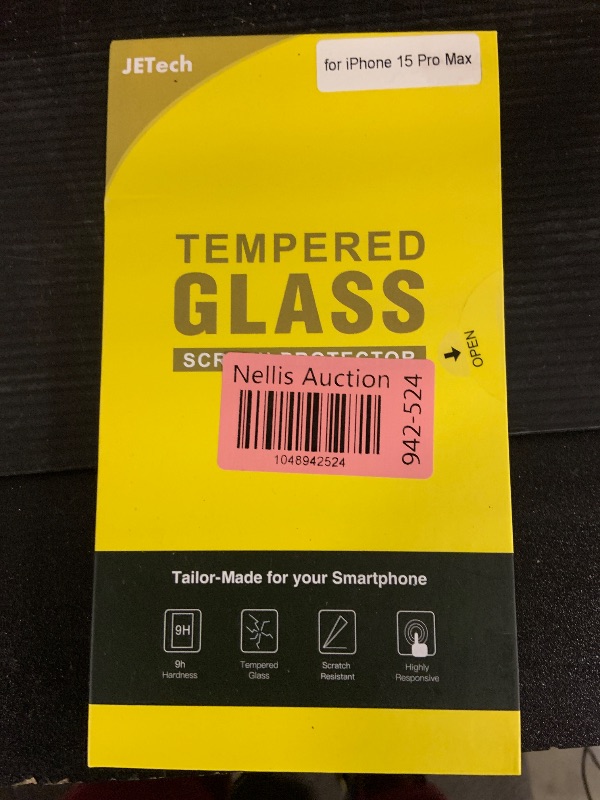 JETech
for iPhone 15 Pro Max
TEMPERED
GLASS
OPEN
Nellis Auction
942-524
1048942524
Tailor-Made for your Smartphone
9H
9h
Hardness
Tempered
Glass
Scratch
Resistant
Highly
Responsive